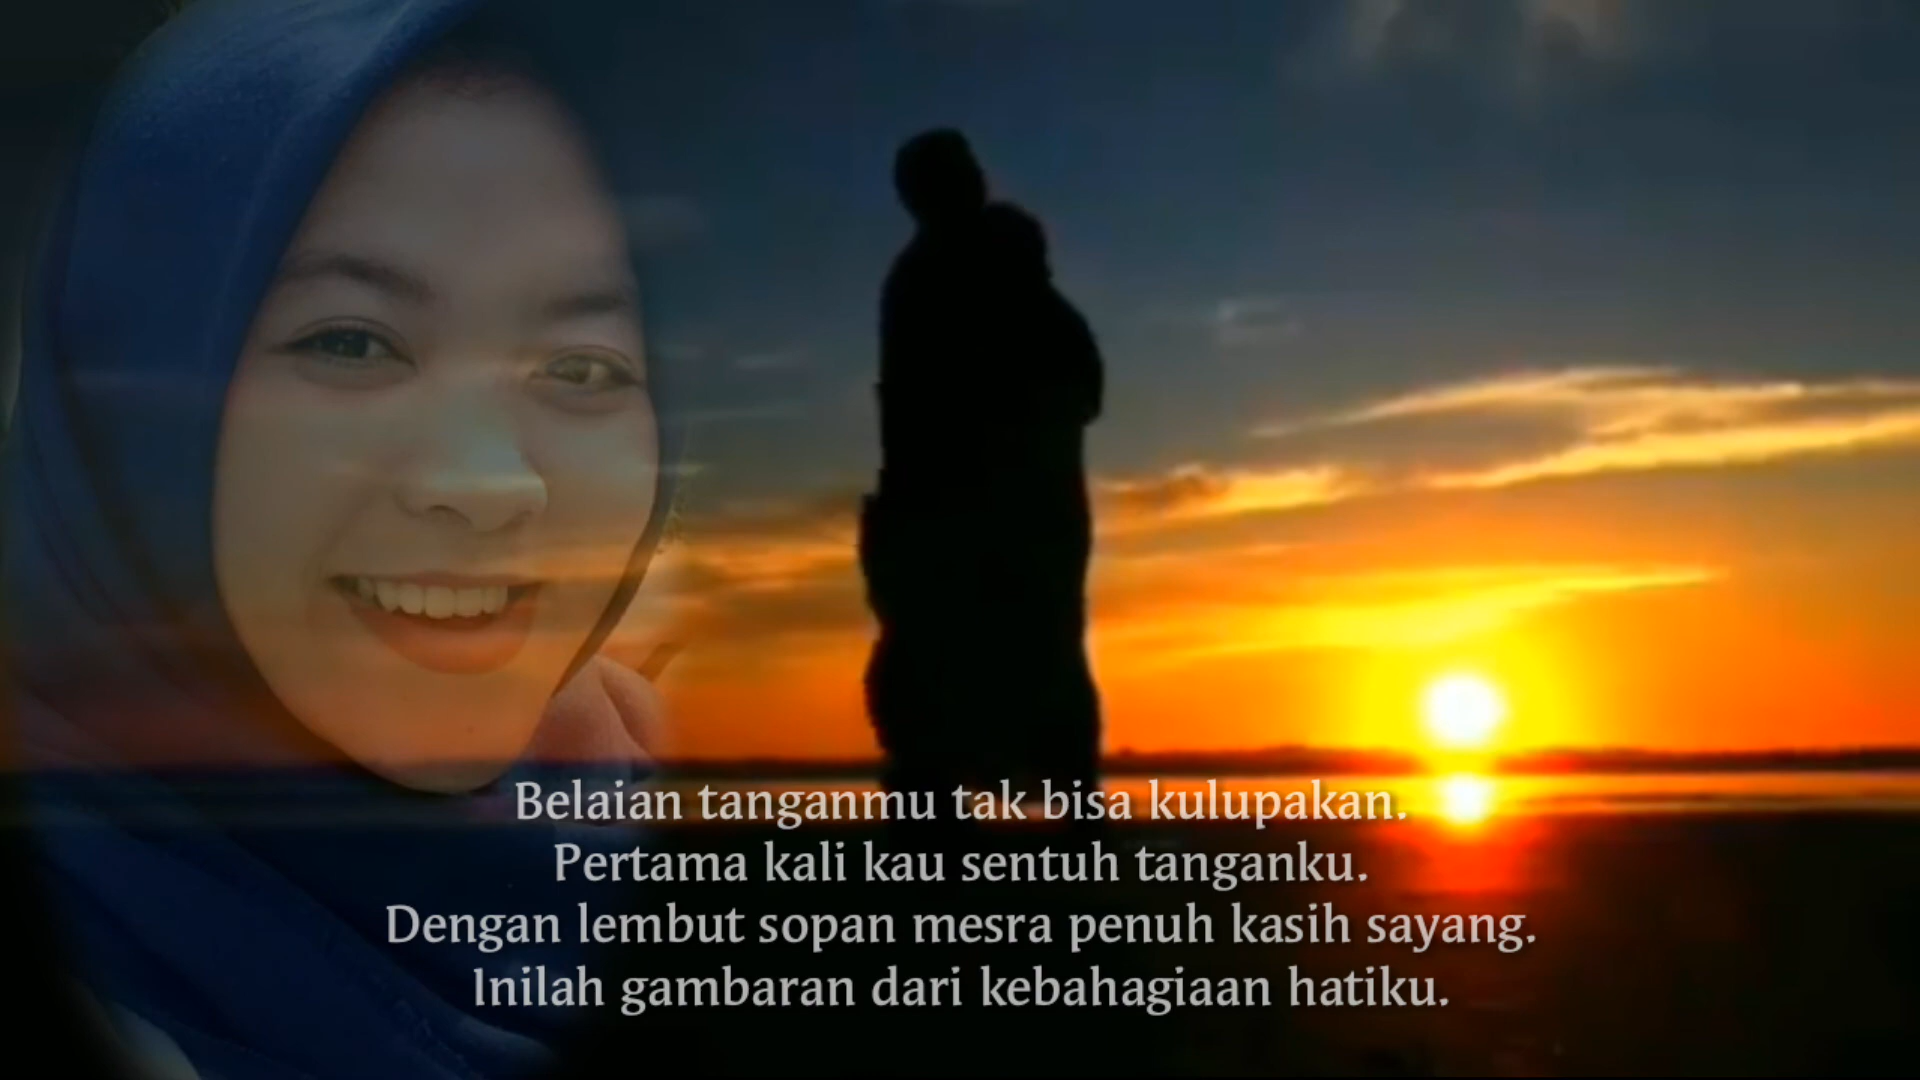 Belaian tanganmu tak bisa kulupakan.
Pertama kali kau sentuh tanganku.
Dengan lembut sopan mesra penuh kasih sayang.
Inilah gambaran dari kebahagiaan hatiku.